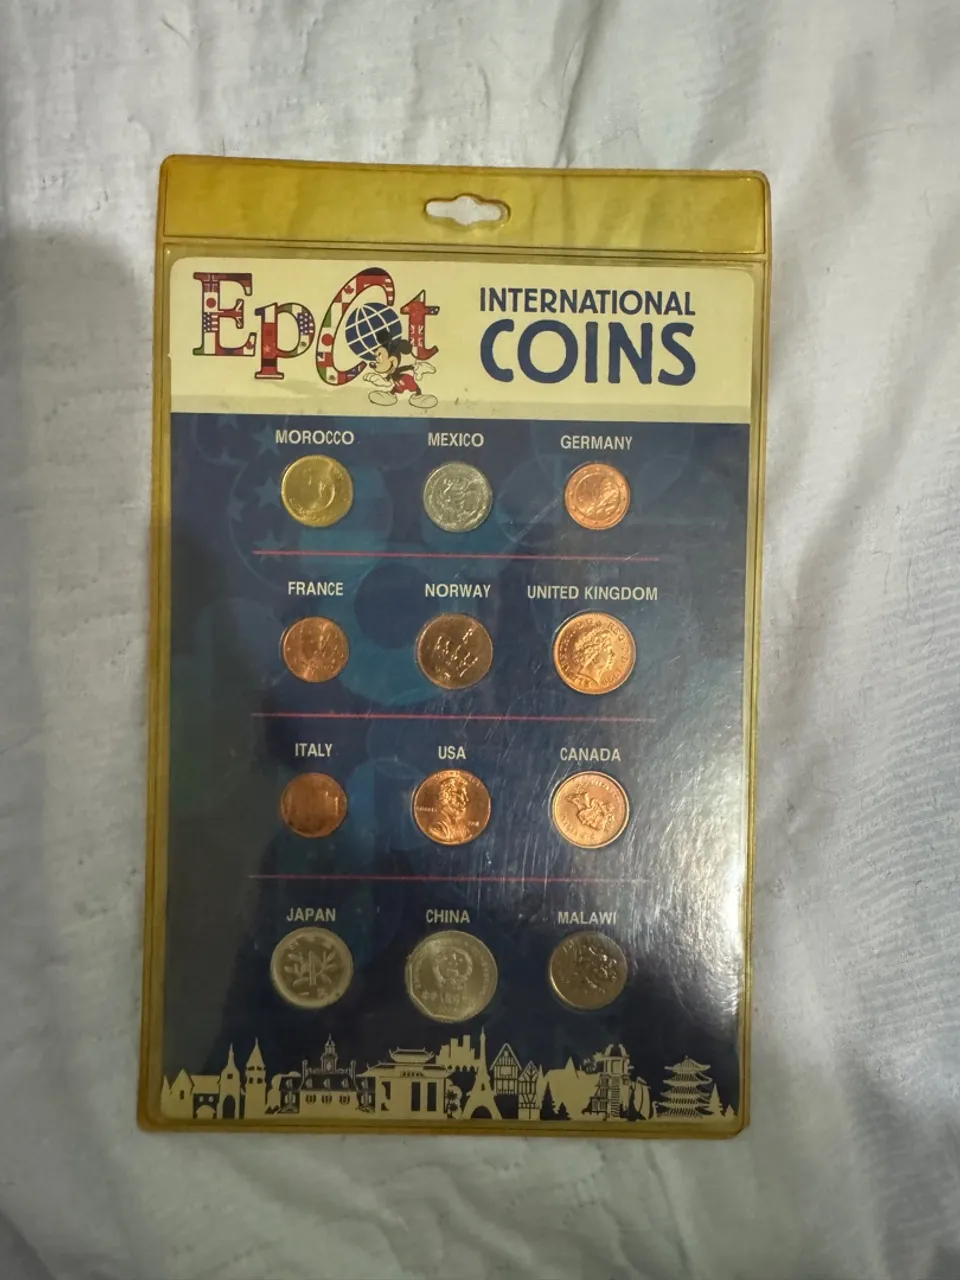 Epcot
INTERNATIONAL
COINS
MOROCCO MEXICO GERMANY
FRANCE NORWAY UNITED KINGDOM
ITALY USA CANADA
JAPAN CHINA MALAWI